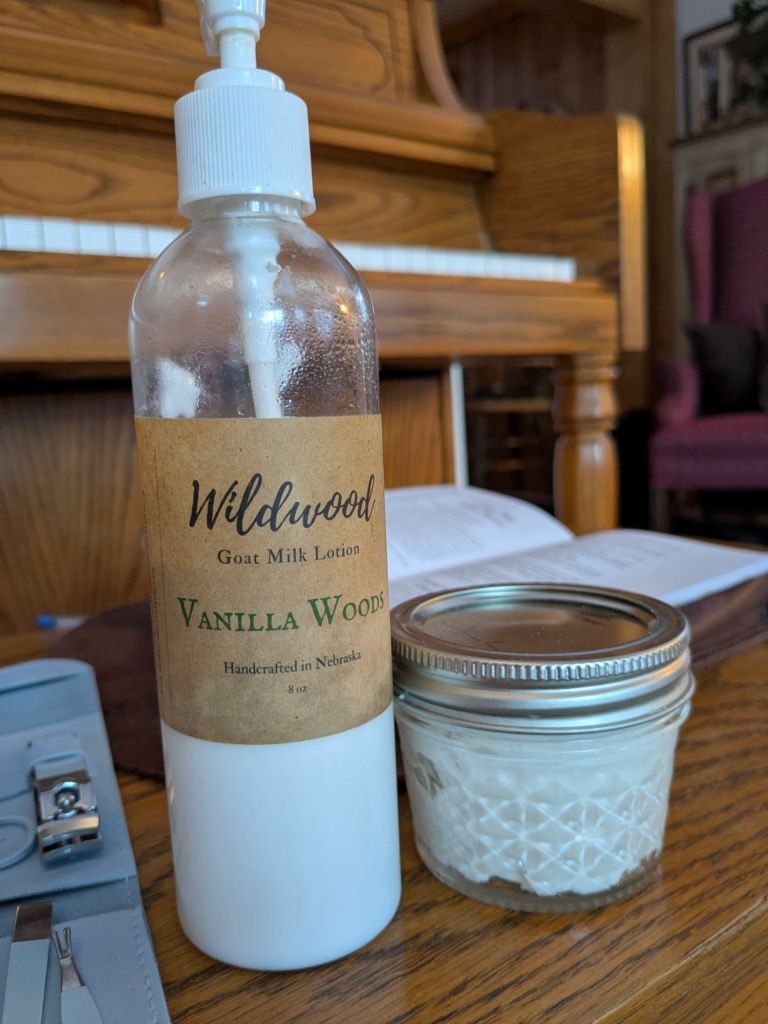 Wildwood
Goat Milk Lotion
Vanilla Woods
Handcrafted in Nebraska
8 oz